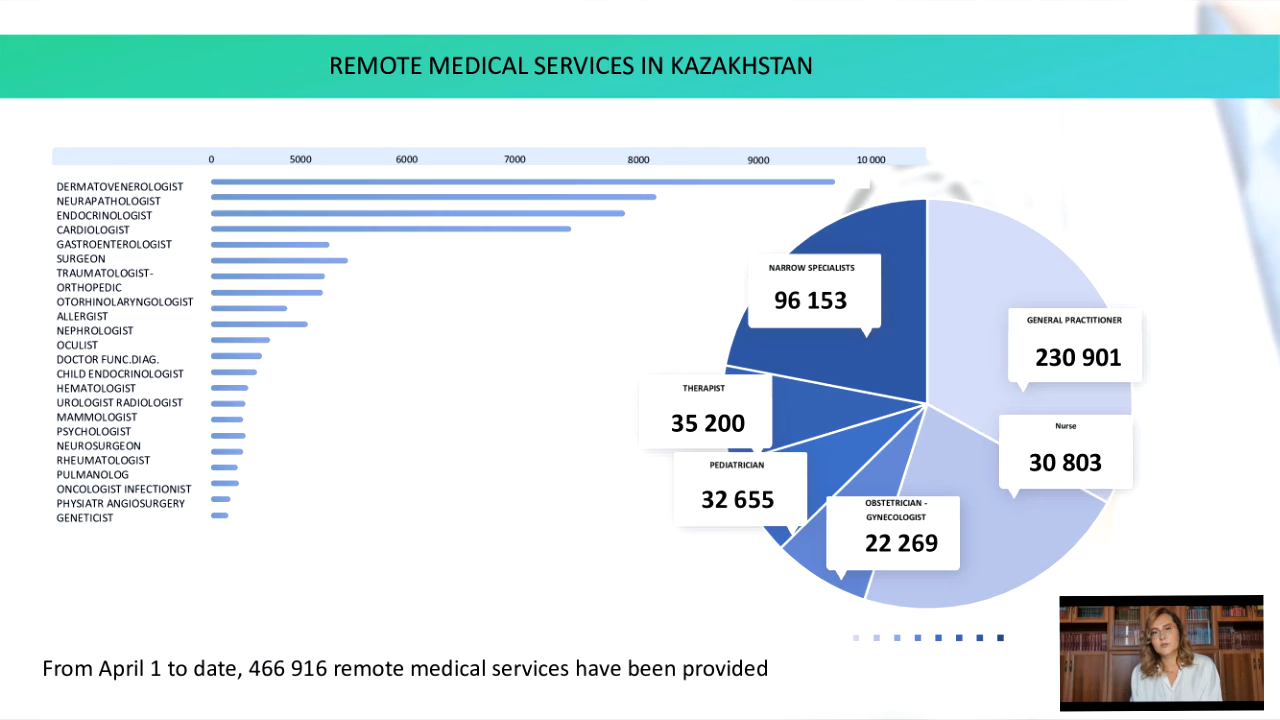 REMOTE MEDICAL SERVICES IN KAZAKHSTAN
0 5000 6000 7000 8000 9000 10 000
DERMATOVENEROLOGIST
NEURAPATHOLOGIST
ENDOCRINOLOGIST
CARDIOLOGIST
GASTROENTEROLOGIST
SURGEON
TRAUMATOLOGIST-
ORTHOPEDIC
OTORHINOLARYNGOLOGIST
ALLERGIST
NEPHROLOGIST
OCULIST
DOCTOR FUNC.DIAG.
CHILD ENDOCRINOLOGIST
HEMATOLOGIST
UROLOGIST RADIOLOGIST
MAMMOLOGIST
PSYCHOLOGIST
NEUROSURGEON
RHEUMATOLOGIST
PULMANOLOG
ONCOLOGIST INFECTIONIST
PHYSIATR ANGIOSURGERY
GENETICIST
NARROW SPECIALISTS
96 153
GENERAL PRACTITIONER
230 901
THERAPIST
35 200
Nurse
30 803
PEDIATRICIAN
32 655
OBSTETRICIAN -
GYNECOLOGIST
22 269
From April 1 to date, 466 916 remote medical services have been provided